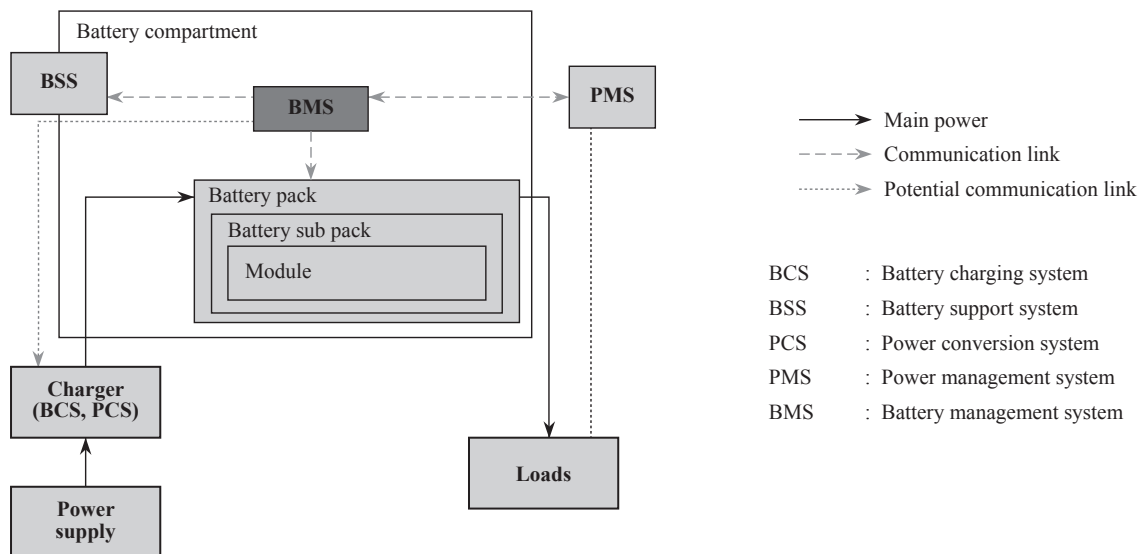 Battery compartment
BSS
BMS
PMS
Battery pack
Battery sub pack
Module
Charger
(BCS, PCS)
Power
supply
Loads
Main power
Communication link
Potential communication link
BCS : Battery charging system
BSS : Battery support system
PCS : Power conversion system
PMS : Power management system
BMS : Battery management system